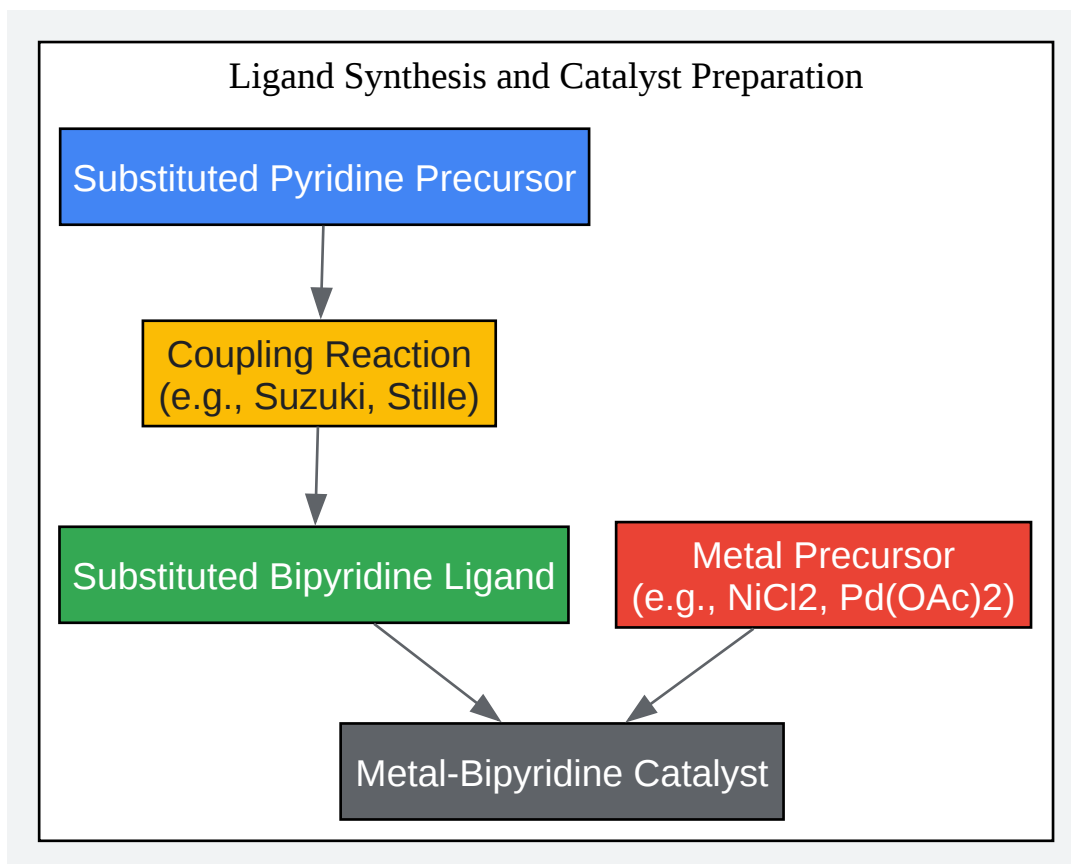 Ligand Synthesis and Catalyst Preparation
Substituted Pyridine Precursor
Coupling Reaction
(e.g., Suzuki, Stille)
Substituted Bipyridine Ligand
Metal Precursor
(e.g., NiCl2, Pd(OAc)2)
Metal-Bipyridine Catalyst